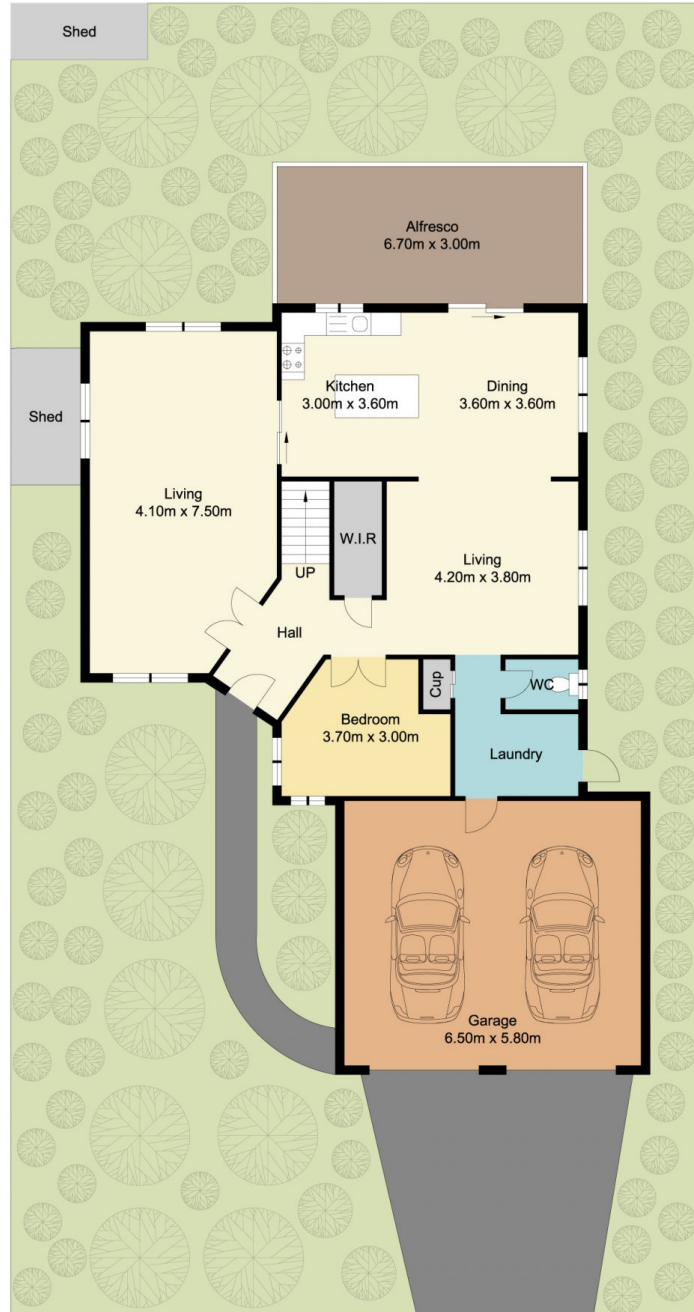 Shed
Alfresco
6.70m x 3.00m
Kitchen
3.00m x 3.60m
Dining
3.60m x 3.60m
Shed
Living
4.10m x 7.50m
W.I.R
UP
Living
4.20m x 3.80m
Hall
Cup
WC
Bedroom
3.70m x 3.00m
Laundry
Garage
6.50m x 5.80m